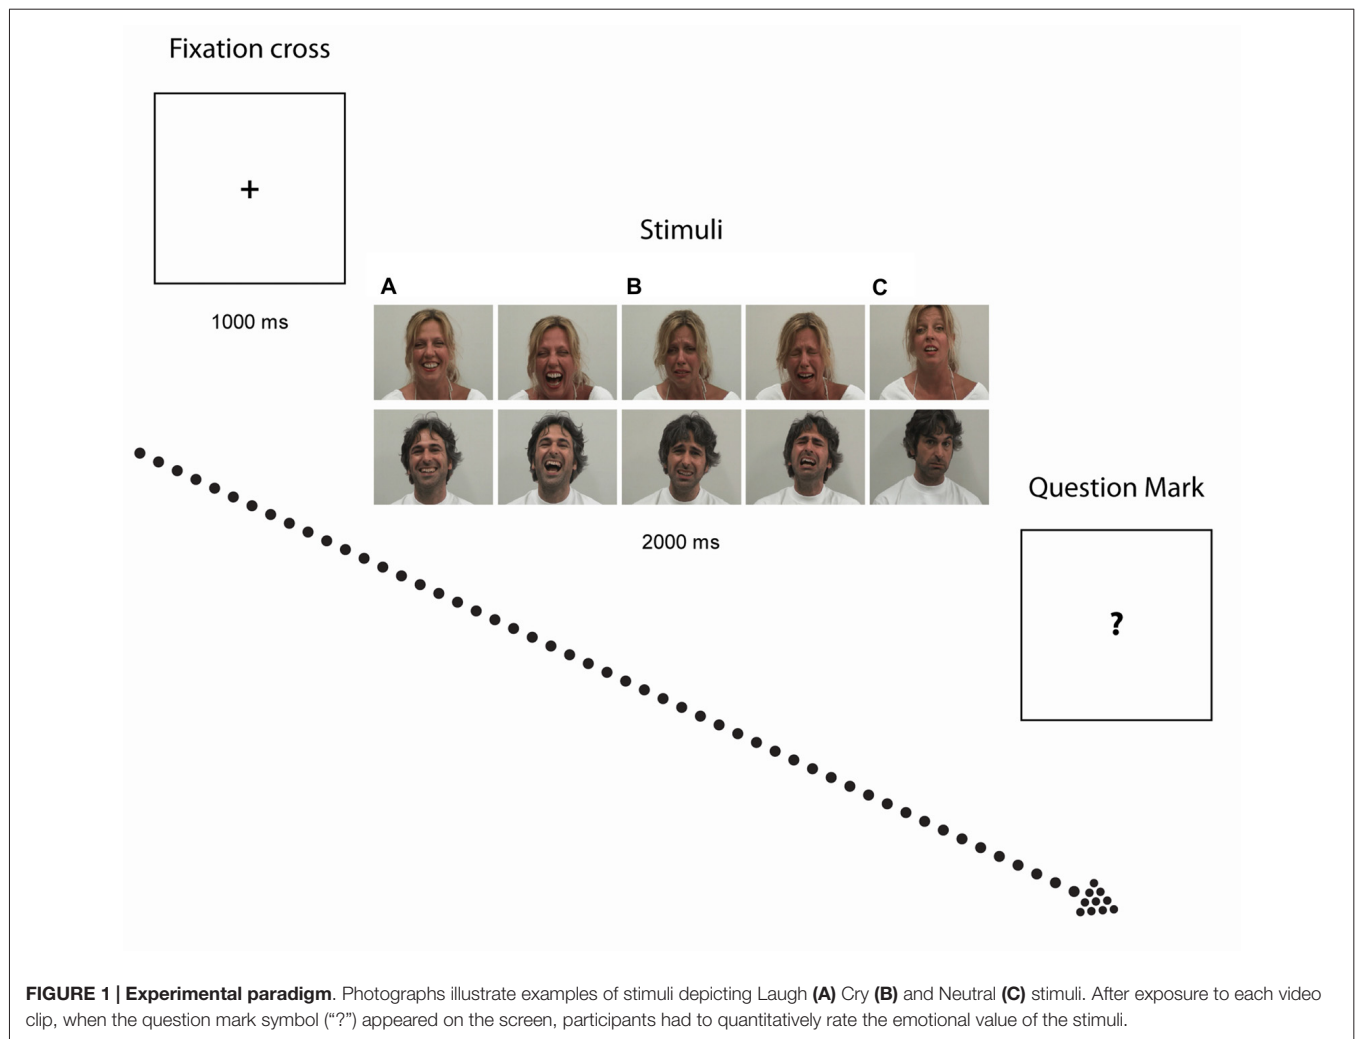 Fixation cross
+
1000 ms
Stimuli
A B C
2000 ms
Question Mark
?
FIGURE 1 | Experimental paradigm. Photographs illustrate examples of stimuli depicting Laugh (A) Cry (B) and Neutral (C) stimuli. After exposure to each video
clip, when the question mark symbol (“?”) appeared on the screen, participants had to quantitatively rate the emotional value of the stimuli.